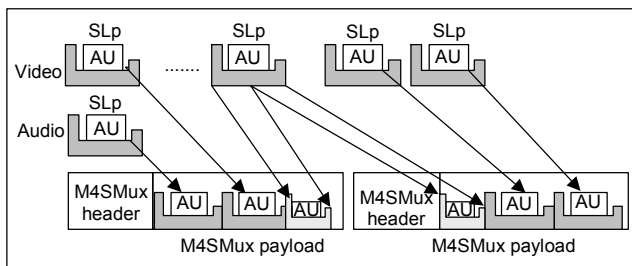 SLp SLp SLp SLp
Video AU ....... AU AU AU
SLp
Audio AU
M4SMux header AU AU AU M4SMux header AU AU AU
M4SMux payload M4SMux payload